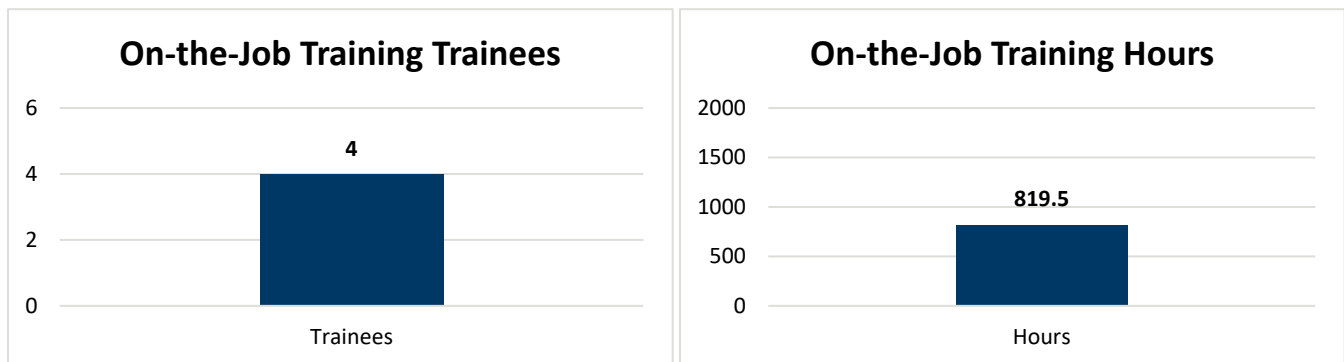 On-the-Job Training Trainees
6
4
4
2
0
Trainees
On-the-Job Training Hours
2000
1500
1000
819.5
500
0
Hours